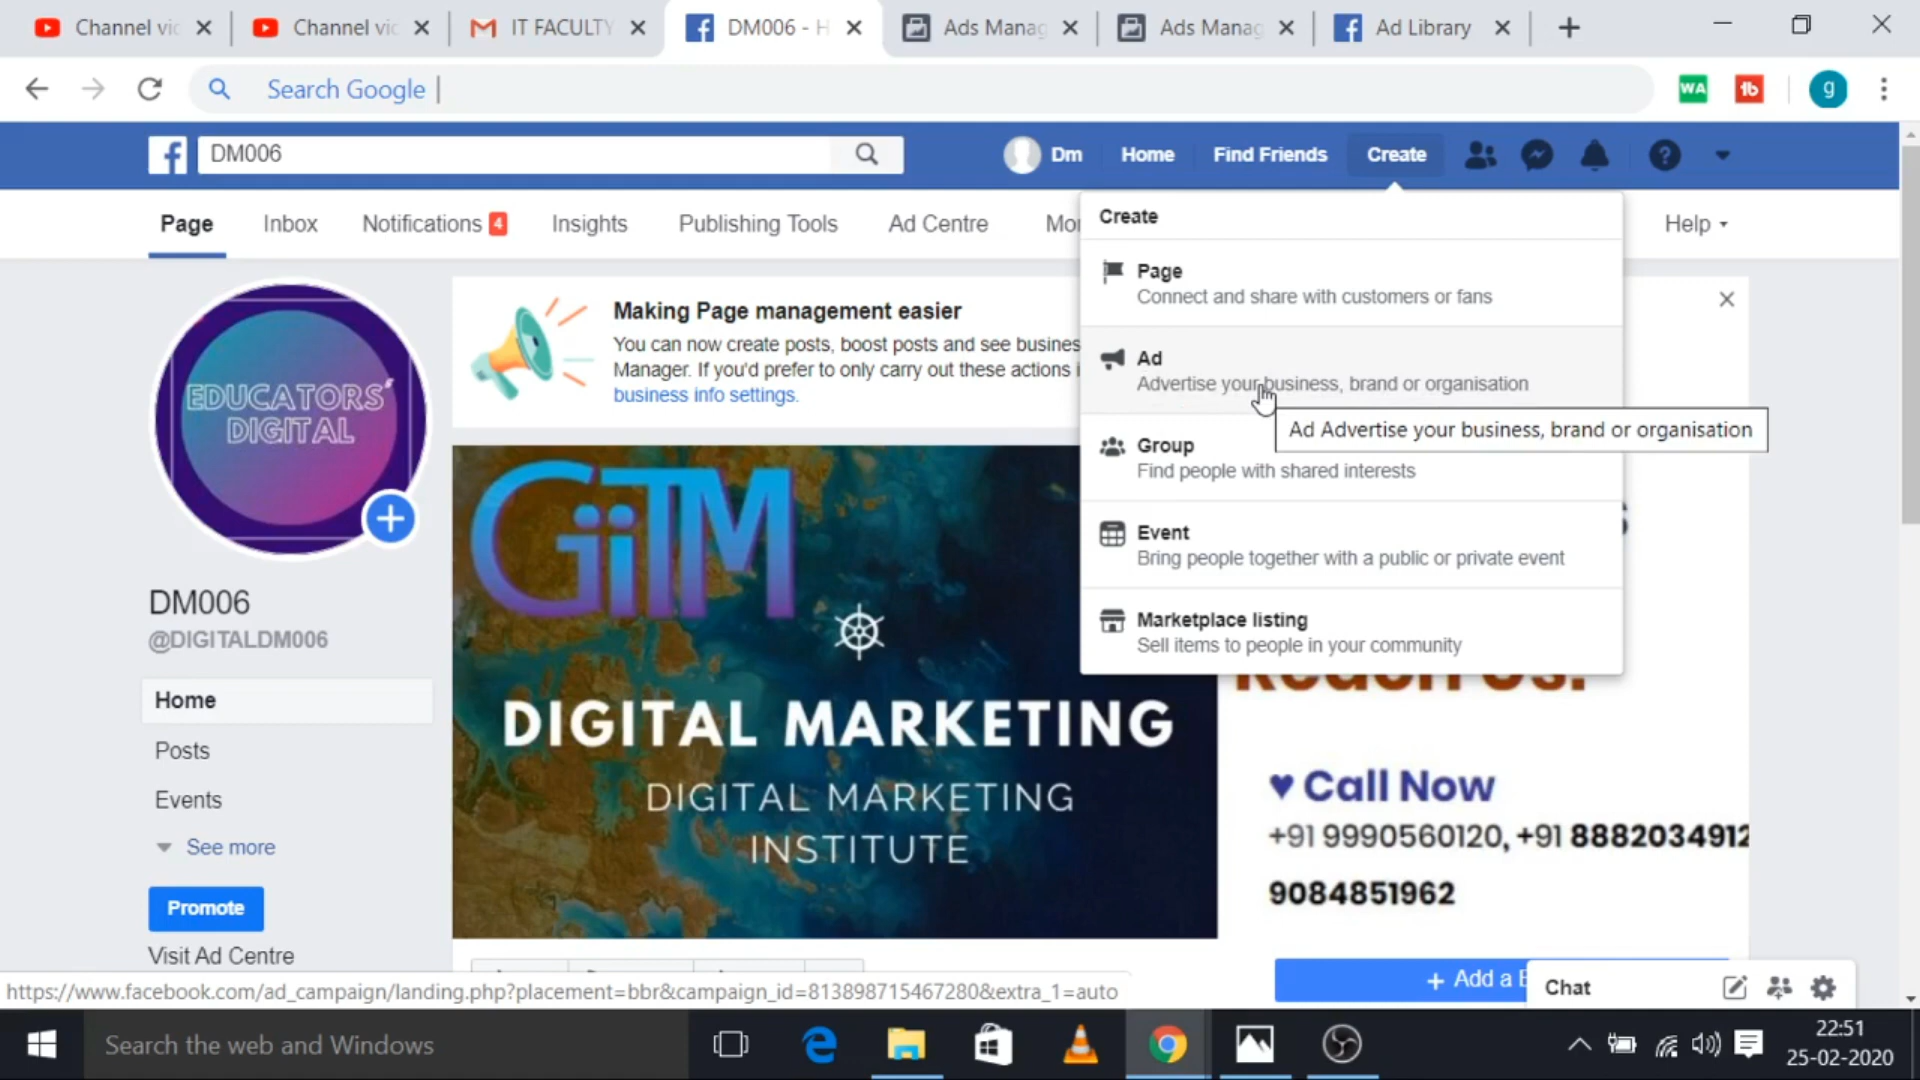 Channel vic
Channel vic
IT FACULTY
DM006 - H
Ads Manag
Ads Manag
Ad Library
Search Google
WA
g
DM006
Dm
Home
Find Friends
Create
Page
Inbox
Notifications 4
Insights
Publishing Tools
Ad Centre
Mo
Help
Create
Page
Connect and share with customers or fans
Ad
Advertise your business, brand or organisation
Ad Advertise your business, brand or organisation
Group
Find people with shared interests
Event
Bring people together with a public or private event
Marketplace listing
Sell items to people in your community
Making Page management easier
You can now create posts, boost posts and see busines
Manager. If you'd prefer to only carry out these actions i
business info settings.
EDUCATORS'
DIGITAL
DM006
@DIGITALDM006
Home
Posts
Events
See more
Promote
Visit Ad Centre
GiiTM
DIGITAL MARKETING
DIGITAL MARKETING
INSTITUTE
Reach Us:
♥ Call Now
+91 9990560120, +91 8882034912
9084851962
+ Add a B
Chat
https://www.facebook.com/ad_campaign/landing.php?placement=bbr&campaign_id=813898715467280&extra_1=auto
Search the web and Windows
22:51
25-02-2020